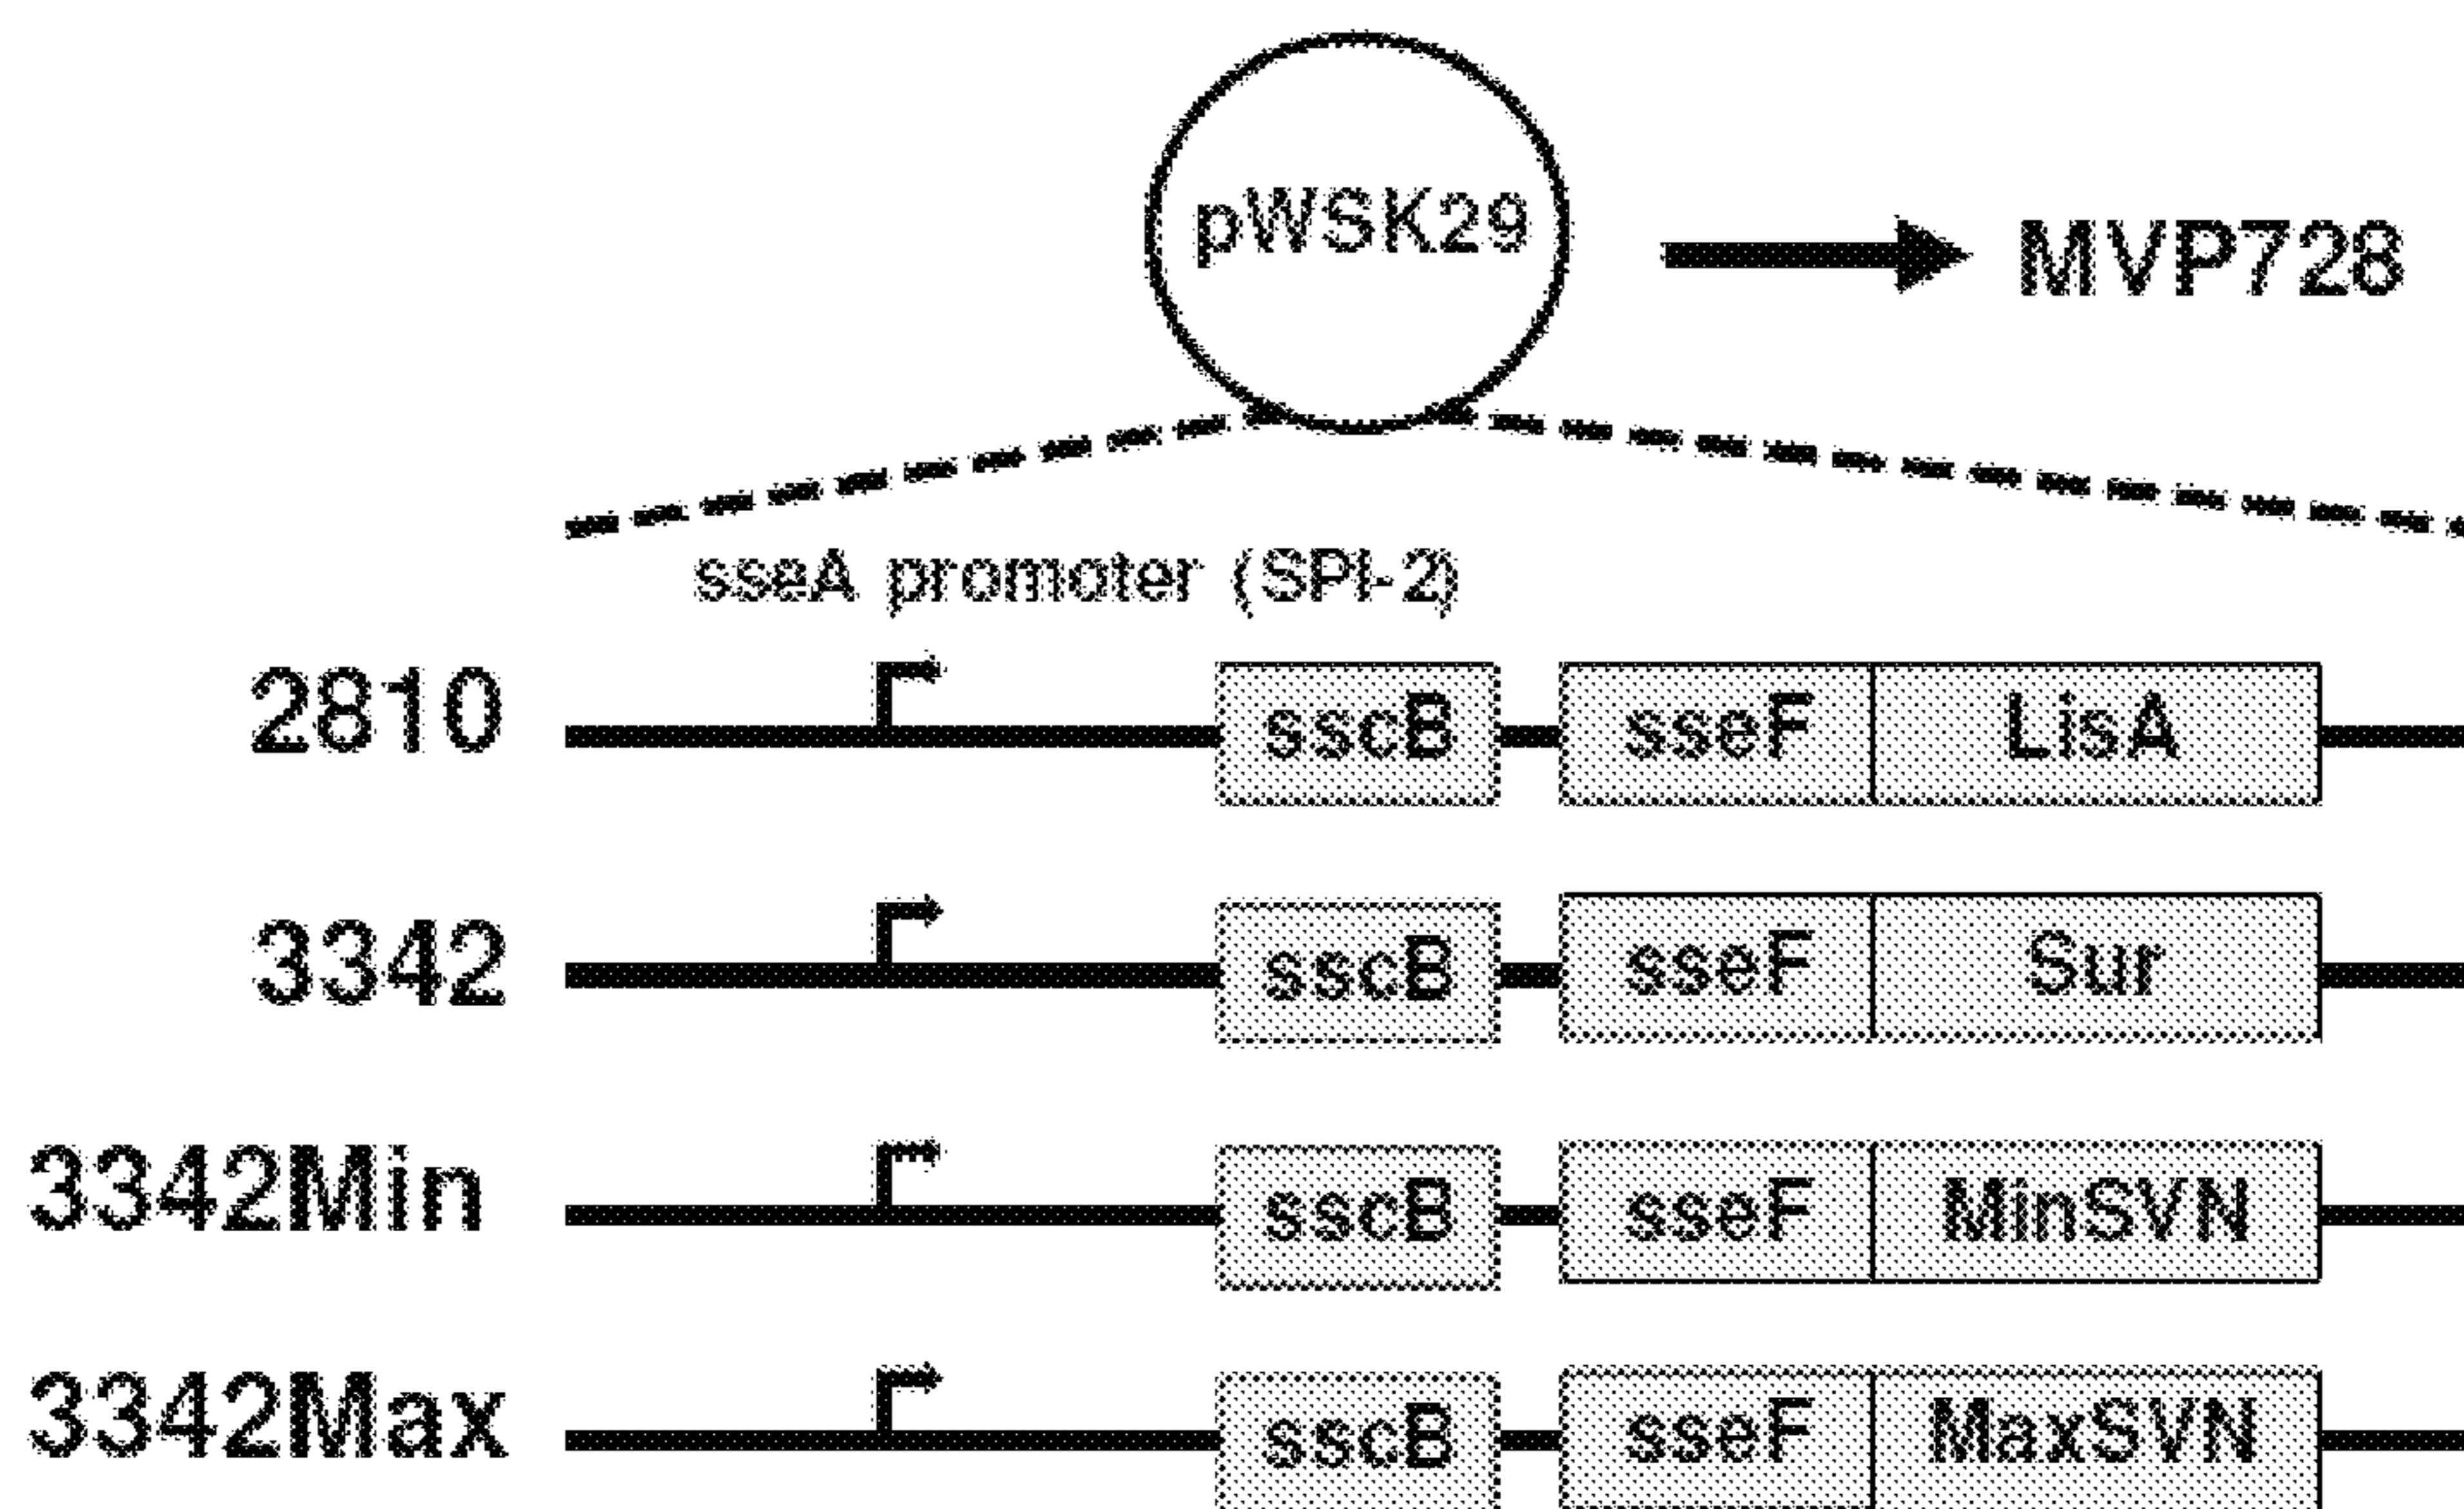 pWSK29
MVP728
sseA promoter (SPI-2)
2810 sscB sseF LisA
3342 sscB sseF Sur
3342Min sscB sseF MinSVN
3342Max sscB sseF MaxSVN